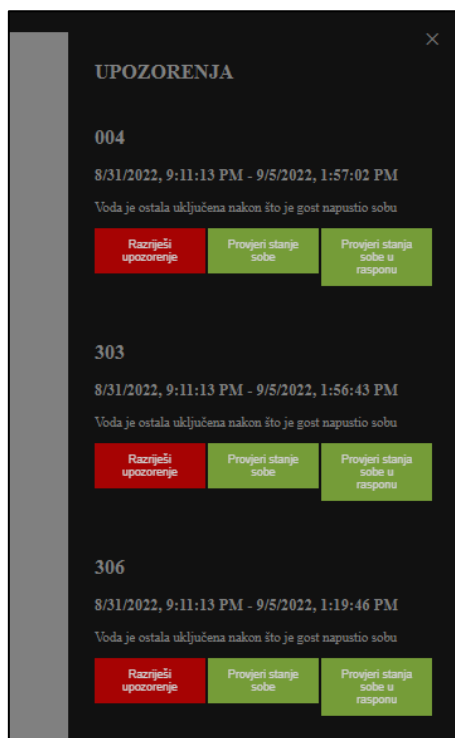 ×
UPOZORENJA
004
8/31/2022, 9:11:13 PM - 9/5/2022, 1:57:02 PM
Voda je ostala uključena nakon što je gost napustio sobu
Razriješi
upozorenje
Provjeri stanje
sobe
Provjeri stanja
sobe u
rasponu
303
8/31/2022, 9:11:13 PM - 9/5/2022, 1:56:43 PM
Voda je ostala uključena nakon što je gost napustio sobu
Razriješi
upozorenje
Provjeri stanje
sobe
Provjeri stanja
sobe u
rasponu
306
8/31/2022, 9:11:13 PM - 9/5/2022, 1:19:46 PM
Voda je ostala uključena nakon što je gost napustio sobu
Razriješi
upozorenje
Provjeri stanje
sobe
Provjeri stanja
sobe u
rasponu